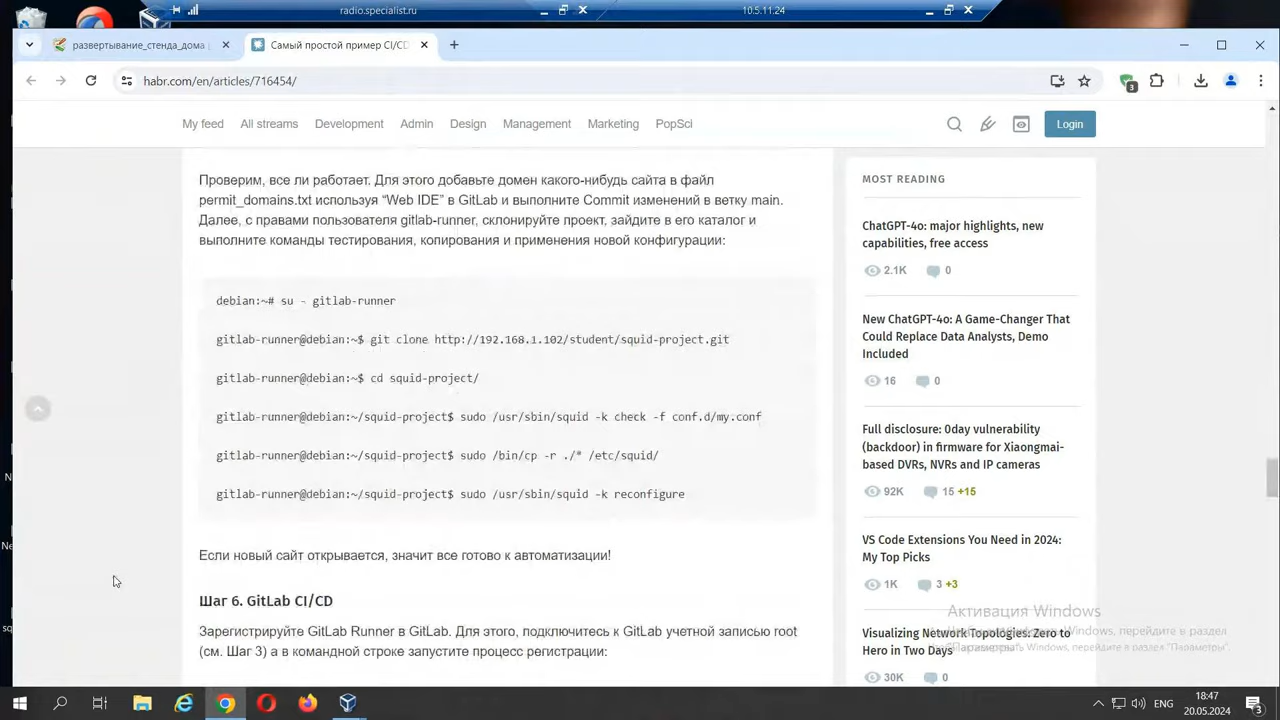 radio.specialist.ru
10.5.11.24
развертывание_стенда_дома
Самый простой пример CI/CD
habr.com/en/articles/716454/
3
My feed All streams Development Admin Design Management Marketing PopSci
Login
Проверим, все ли работает. Для этого добавьте домен какого-нибудь сайта в файл
permit_domains.txt используя “Web IDE” в GitLab и выполните Commit изменений в ветку main.
Далее, с правами пользователя gitlab-runner, склонируйте проект, зайдите в его каталог и
выполните команды тестирования, копирования и применения новой конфигурации:
debian:~# su - gitlab-runner
gitlab-runner@debian:~$ git clone http://192.168.1.102/student/squid-project.git
gitlab-runner@debian:~$ cd squid-project/
gitlab-runner@debian:~/squid-project$ sudo /usr/sbin/squid -k check -f conf.d/my.conf
gitlab-runner@debian:~/squid-project$ sudo /bin/cp -r ./* /etc/squid/
gitlab-runner@debian:~/squid-project$ sudo /usr/sbin/squid -k reconfigure
Если новый сайт открывается, значит все готово к автоматизации!
Шаг 6. GitLab CI/CD
Зарегистрируйте GitLab Runner в GitLab. Для этого, подключитесь к GitLab учетной записью root
(см. Шаг 3) а в командной строке запустите процесс регистрации:
MOST READING
ChatGPT-4o: major highlights, new
capabilities, free access
2.1K 0
New ChatGPT-4o: A Game-Changer That
Could Replace Data Analysts, Demo
Included
16 0
Full disclosure: 0day vulnerability
(backdoor) in firmware for Xiaongmai-
based DVRs, NVRs and IP cameras
92K 15 +15
VS Code Extensions You Need in 2024:
My Top Picks
1K 3 +3
Активация Windows
Visualizing Network Topologies: Zero to
Hero in Two Days
Windows, перейдите в раздел "Параметры".
30K 0
ENG
18:47
20.05.2024
3